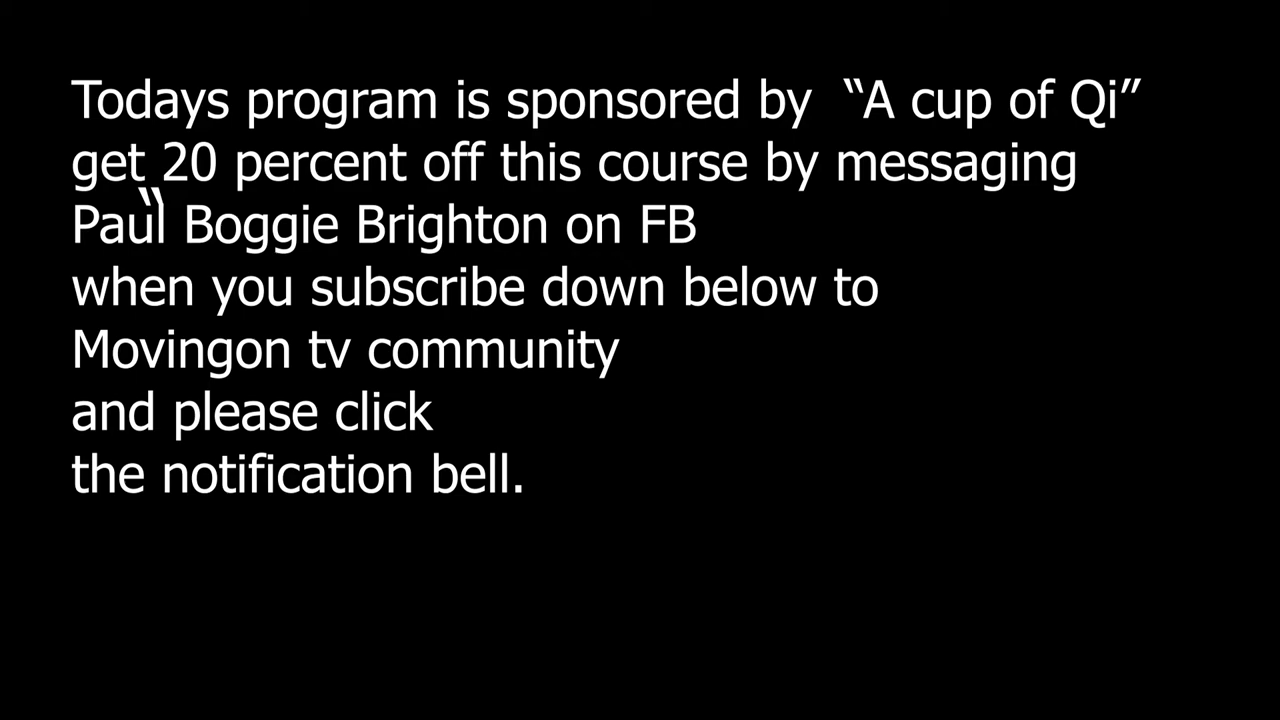 Todays program is sponsored by “A cup of Qi”
get 20 percent off this course by messaging
“
Paul Boggie Brighton on FB
when you subscribe down below to
Movingon tv community
and please click
the notification bell.